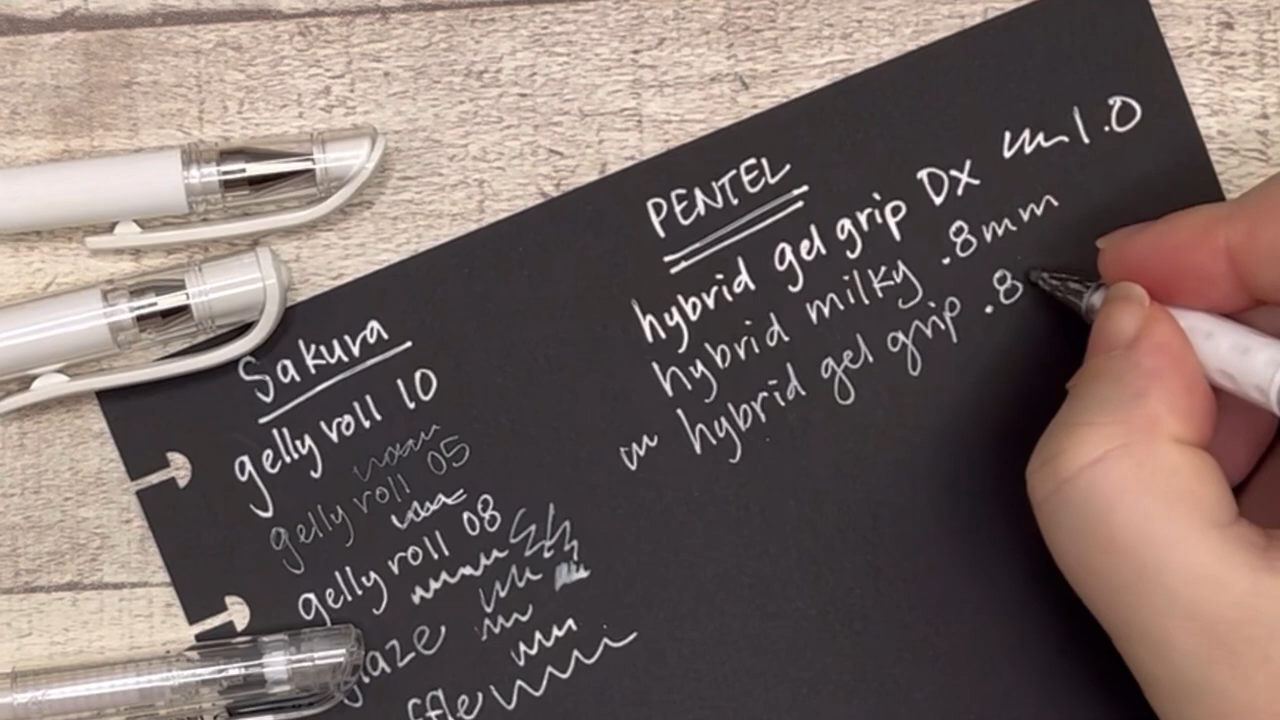 Sakura
gelly roll 10
gelly roll 05
gelly roll 08
PENTEL
hybrid gel grip DX 1.0
hybrid milky .8mm
hybrid gel grip .8